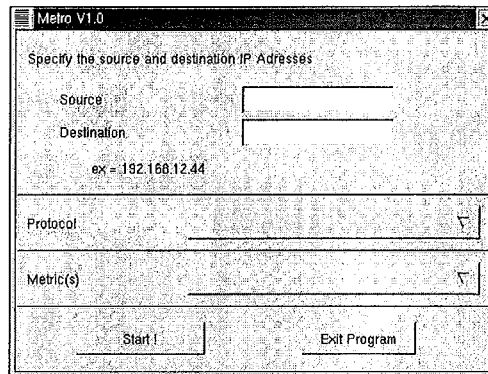 Metro V1.0
Specify the source and destination IP Adresses
Source
Destination
ex = 192.168.12.44
Protocol
Metric(s)
Start !
Exit Program